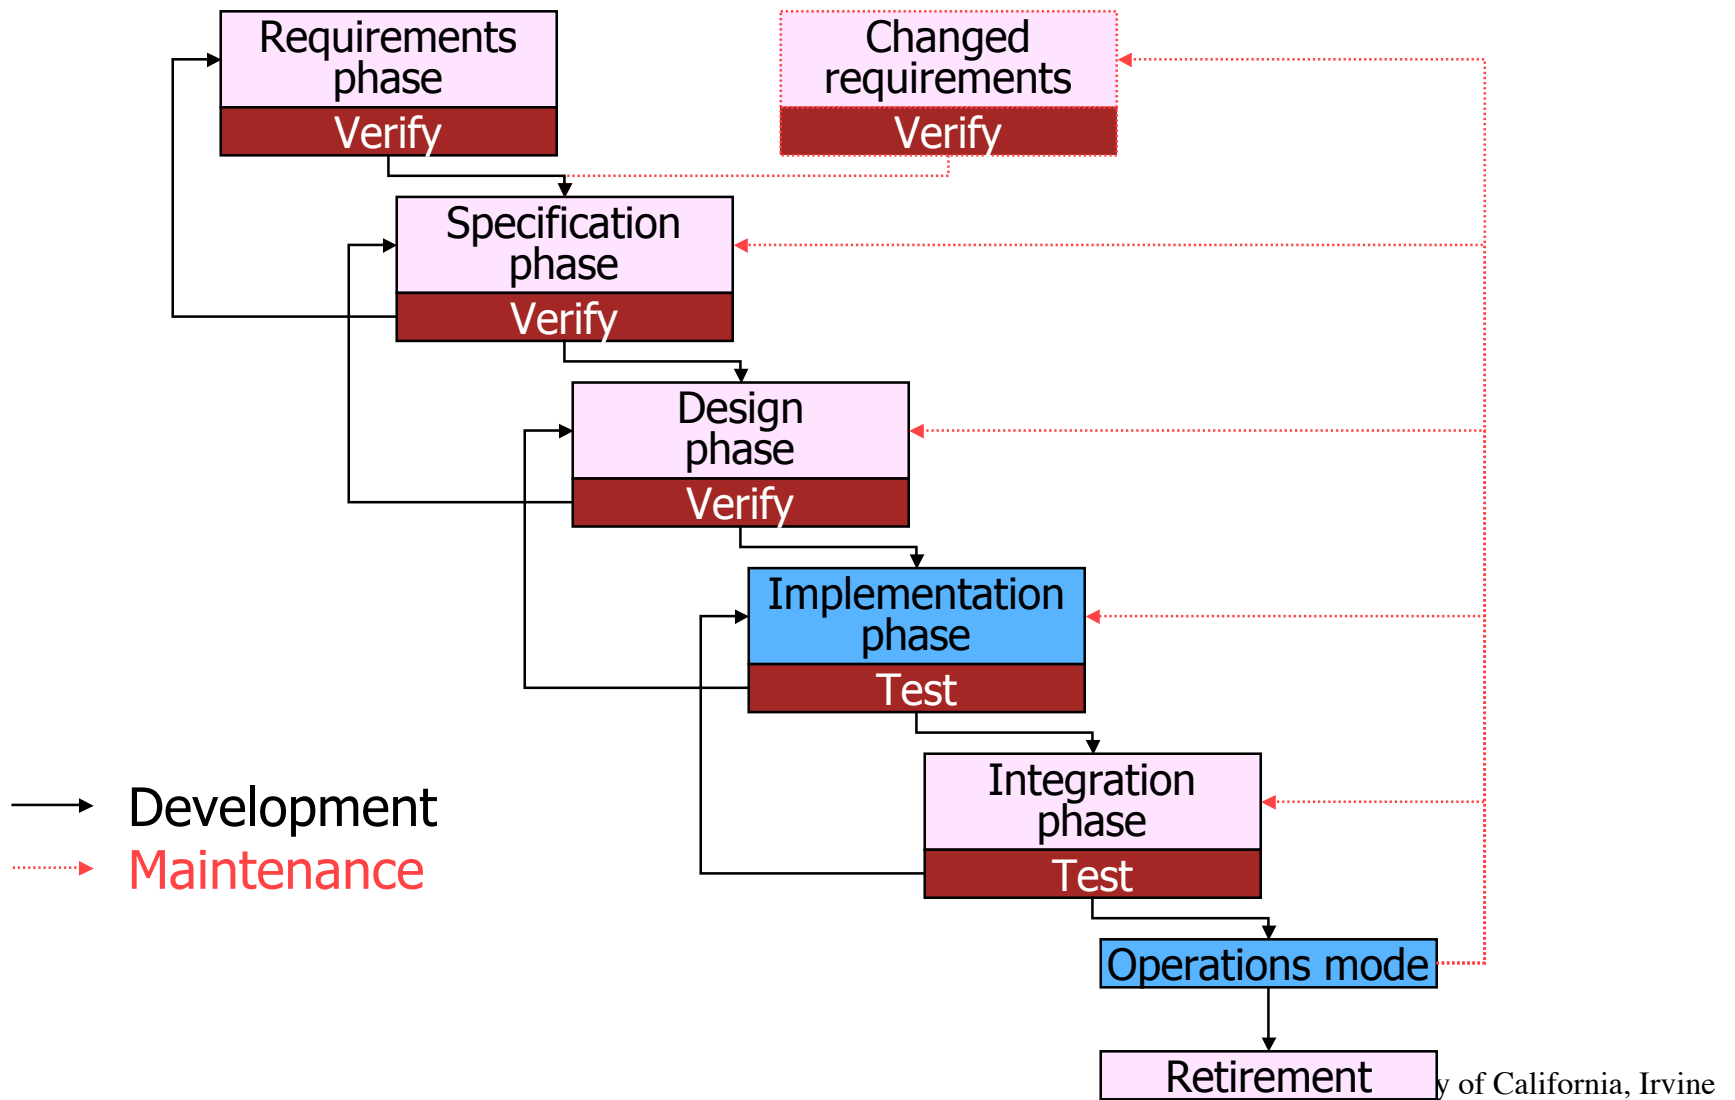 Requirements
phase
Verify
Changed
requirements
Verify
Specification
phase
Verify
Design
phase
Verify
Implementation
phase
Test
Integration
phase
Test
Development
Maintenance
Operations mode
Retirement
of California, Irvine